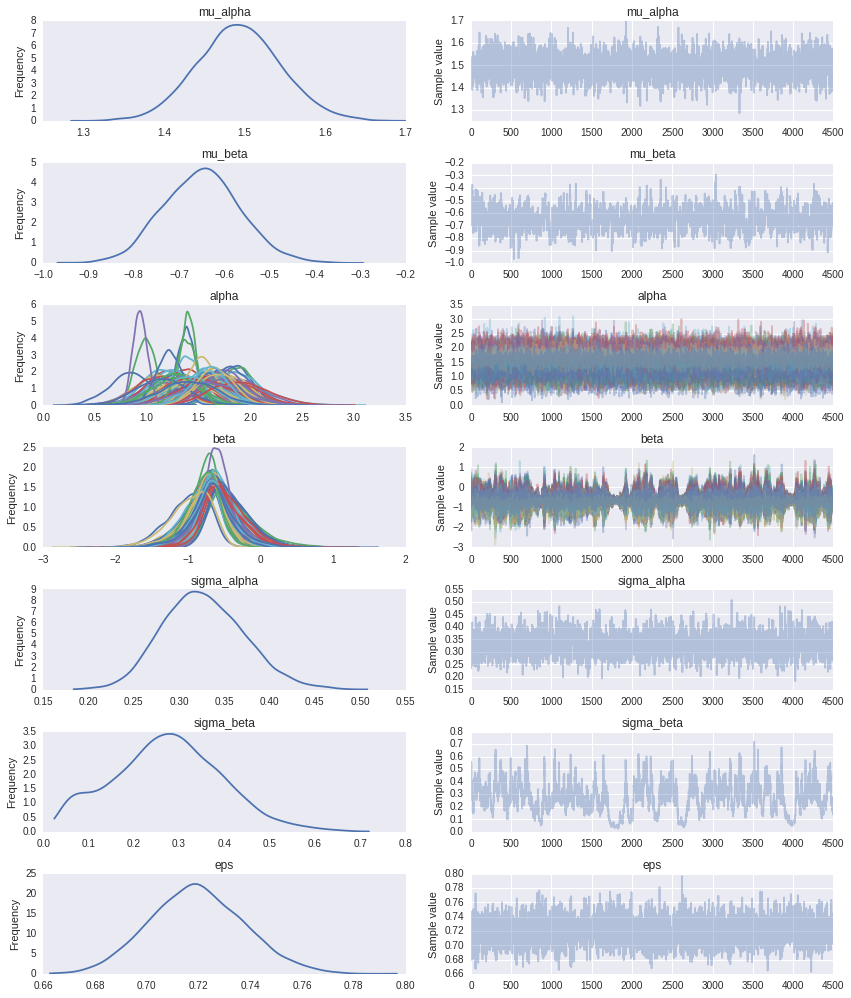 mu_alpha
mu_alpha
Frequency
8
7
6
5
4
3
2
1
0
1.3 1.4 1.5 1.6 1.7
Sample value
1.7
1.6
1.5
1.4
1.3
0 500 1000 1500 2000 2500 3000 3500 4000 4500
mu_beta
mu_beta
Frequency
5
4
3
2
1
0
−1.0 −0.9 −0.8 −0.7 −0.6 −0.5 −0.4 −0.3 −0.2
Sample value
−0.2
−0.3
−0.4
−0.5
−0.6
−0.7
−0.8
−0.9
−1.0
0 500 1000 1500 2000 2500 3000 3500 4000 4500
alpha
alpha
Frequency
6
5
4
3
2
1
0
0.0 0.5 1.0 1.5 2.0 2.5 3.0 3.5
Sample value
3.5
3.0
2.5
2.0
1.5
1.0
0.5
0.0
0 500 1000 1500 2000 2500 3000 3500 4000 4500
beta
beta
Frequency
2.5
2.0
1.5
1.0
0.5
0.0
−3 −2 −1 0 1 2
Sample value
2
1
0
−1
−2
−3
0 500 1000 1500 2000 2500 3000 3500 4000 4500
sigma_alpha
sigma_alpha
Frequency
9
8
7
6
5
4
3
2
1
0
0.15 0.20 0.25 0.30 0.35 0.40 0.45 0.50 0.55
Sample value
0.55
0.50
0.45
0.40
0.35
0.30
0.25
0.20
0.15
0 500 1000 1500 2000 2500 3000 3500 4000 4500
sigma_beta
sigma_beta
Frequency
3.5
3.0
2.5
2.0
1.5
1.0
0.5
0.0
0.0 0.1 0.2 0.3 0.4 0.5 0.6 0.7 0.8
Sample value
0.8
0.7
0.6
0.5
0.4
0.3
0.2
0.1
0.0
0 500 1000 1500 2000 2500 3000 3500 4000 4500
eps
eps
Frequency
25
20
15
10
5
0
0.66 0.68 0.70 0.72 0.74 0.76 0.78 0.80
Sample value
0.80
0.78
0.76
0.74
0.72
0.70
0.68
0.66
0 500 1000 1500 2000 2500 3000 3500 4000 4500